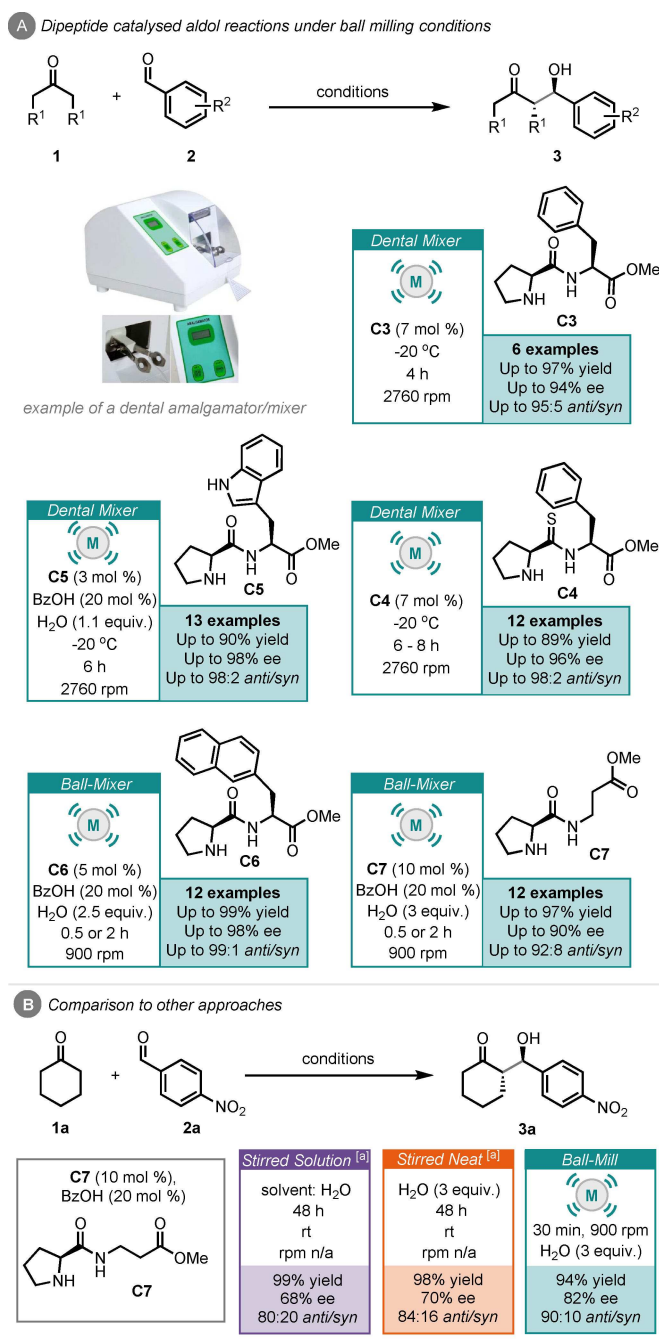 A Dipeptide catalysed aldol reactions under ball milling conditions
O
R1 R1
1
+
O
R2
2
conditions
O OH
R1 R1 R2
3
example of a dental amalgamator/mixer
Dental Mixer
M
C3 (7 mol %)
-20 ºC
4 h
2760 rpm
O
NH
N
H
OMe
O
C3
6 examples
Up to 97% yield
Up to 94% ee
Up to 95:5 anti/syn
Dental Mixer
M
C5 (3 mol %)
BzOH (20 mol %)
H2O (1.1 equiv.)
-20 ºC
6 h
2760 rpm
HN
O
NH
N
H
OMe
O
C5
13 examples
Up to 90% yield
Up to 98% ee
Up to 98:2 anti/syn
Dental Mixer
M
C4 (7 mol %)
-20 ºC
6 - 8 h
2760 rpm
S
NH
N
H
OMe
O
C4
12 examples
Up to 89% yield
Up to 96% ee
Up to 98:2 anti/syn
Ball-Mixer
M
C6 (5 mol %)
BzOH (20 mol %)
H2O (2.5 equiv.)
0.5 or 2 h
900 rpm
O
NH
N
H
OMe
O
C6
12 examples
Up to 99% yield
Up to 98% ee
Up to 99:1 anti/syn
Ball-Mixer
M
C7 (10 mol %)
BzOH (20 mol %)
H2O (3 equiv.)
0.5 or 2 h
900 rpm
OMe
O
O
N
H
NH
C7
12 examples
Up to 97% yield
Up to 90% ee
Up to 92:8 anti/syn
B Comparison to other approaches
O
1a
+
O
NO2
2a
conditions
O OH
NO2
3a
C7 (10 mol %),
BzOH (20 mol %)
O O
N
H
OMe
NH
C7
Stirred Solution [a]
solvent: H2O
48 h
rt
rpm n/a
99% yield
68% ee
80:20 anti/syn
Stirred Neat [a]
H2O (3 equiv.)
48 h
rt
rpm n/a
98% yield
70% ee
84:16 anti/syn
Ball-Mill
M
30 min, 900 rpm
H2O (3 equiv.)
94% yield
82% ee
90:10 anti/syn